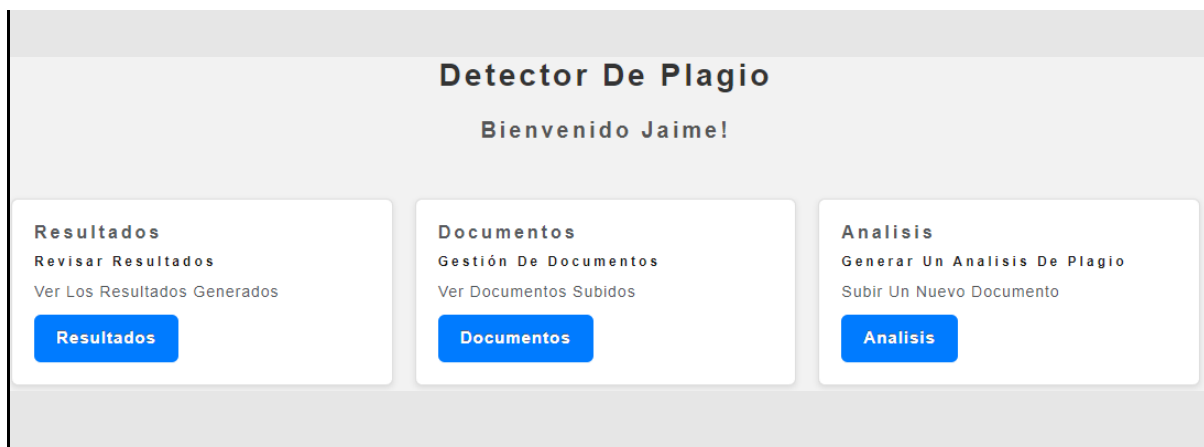 Detector De Plagio
Bienvenido Jaime!
Resultados
Revisar Resultados
Ver Los Resultados Generados
Resultados
Documentos
Gestión De Documentos
Ver Documentos Subidos
Documentos
Analisis
Generar Un Analisis De Plagio
Subir Un Nuevo Documento
Analisis